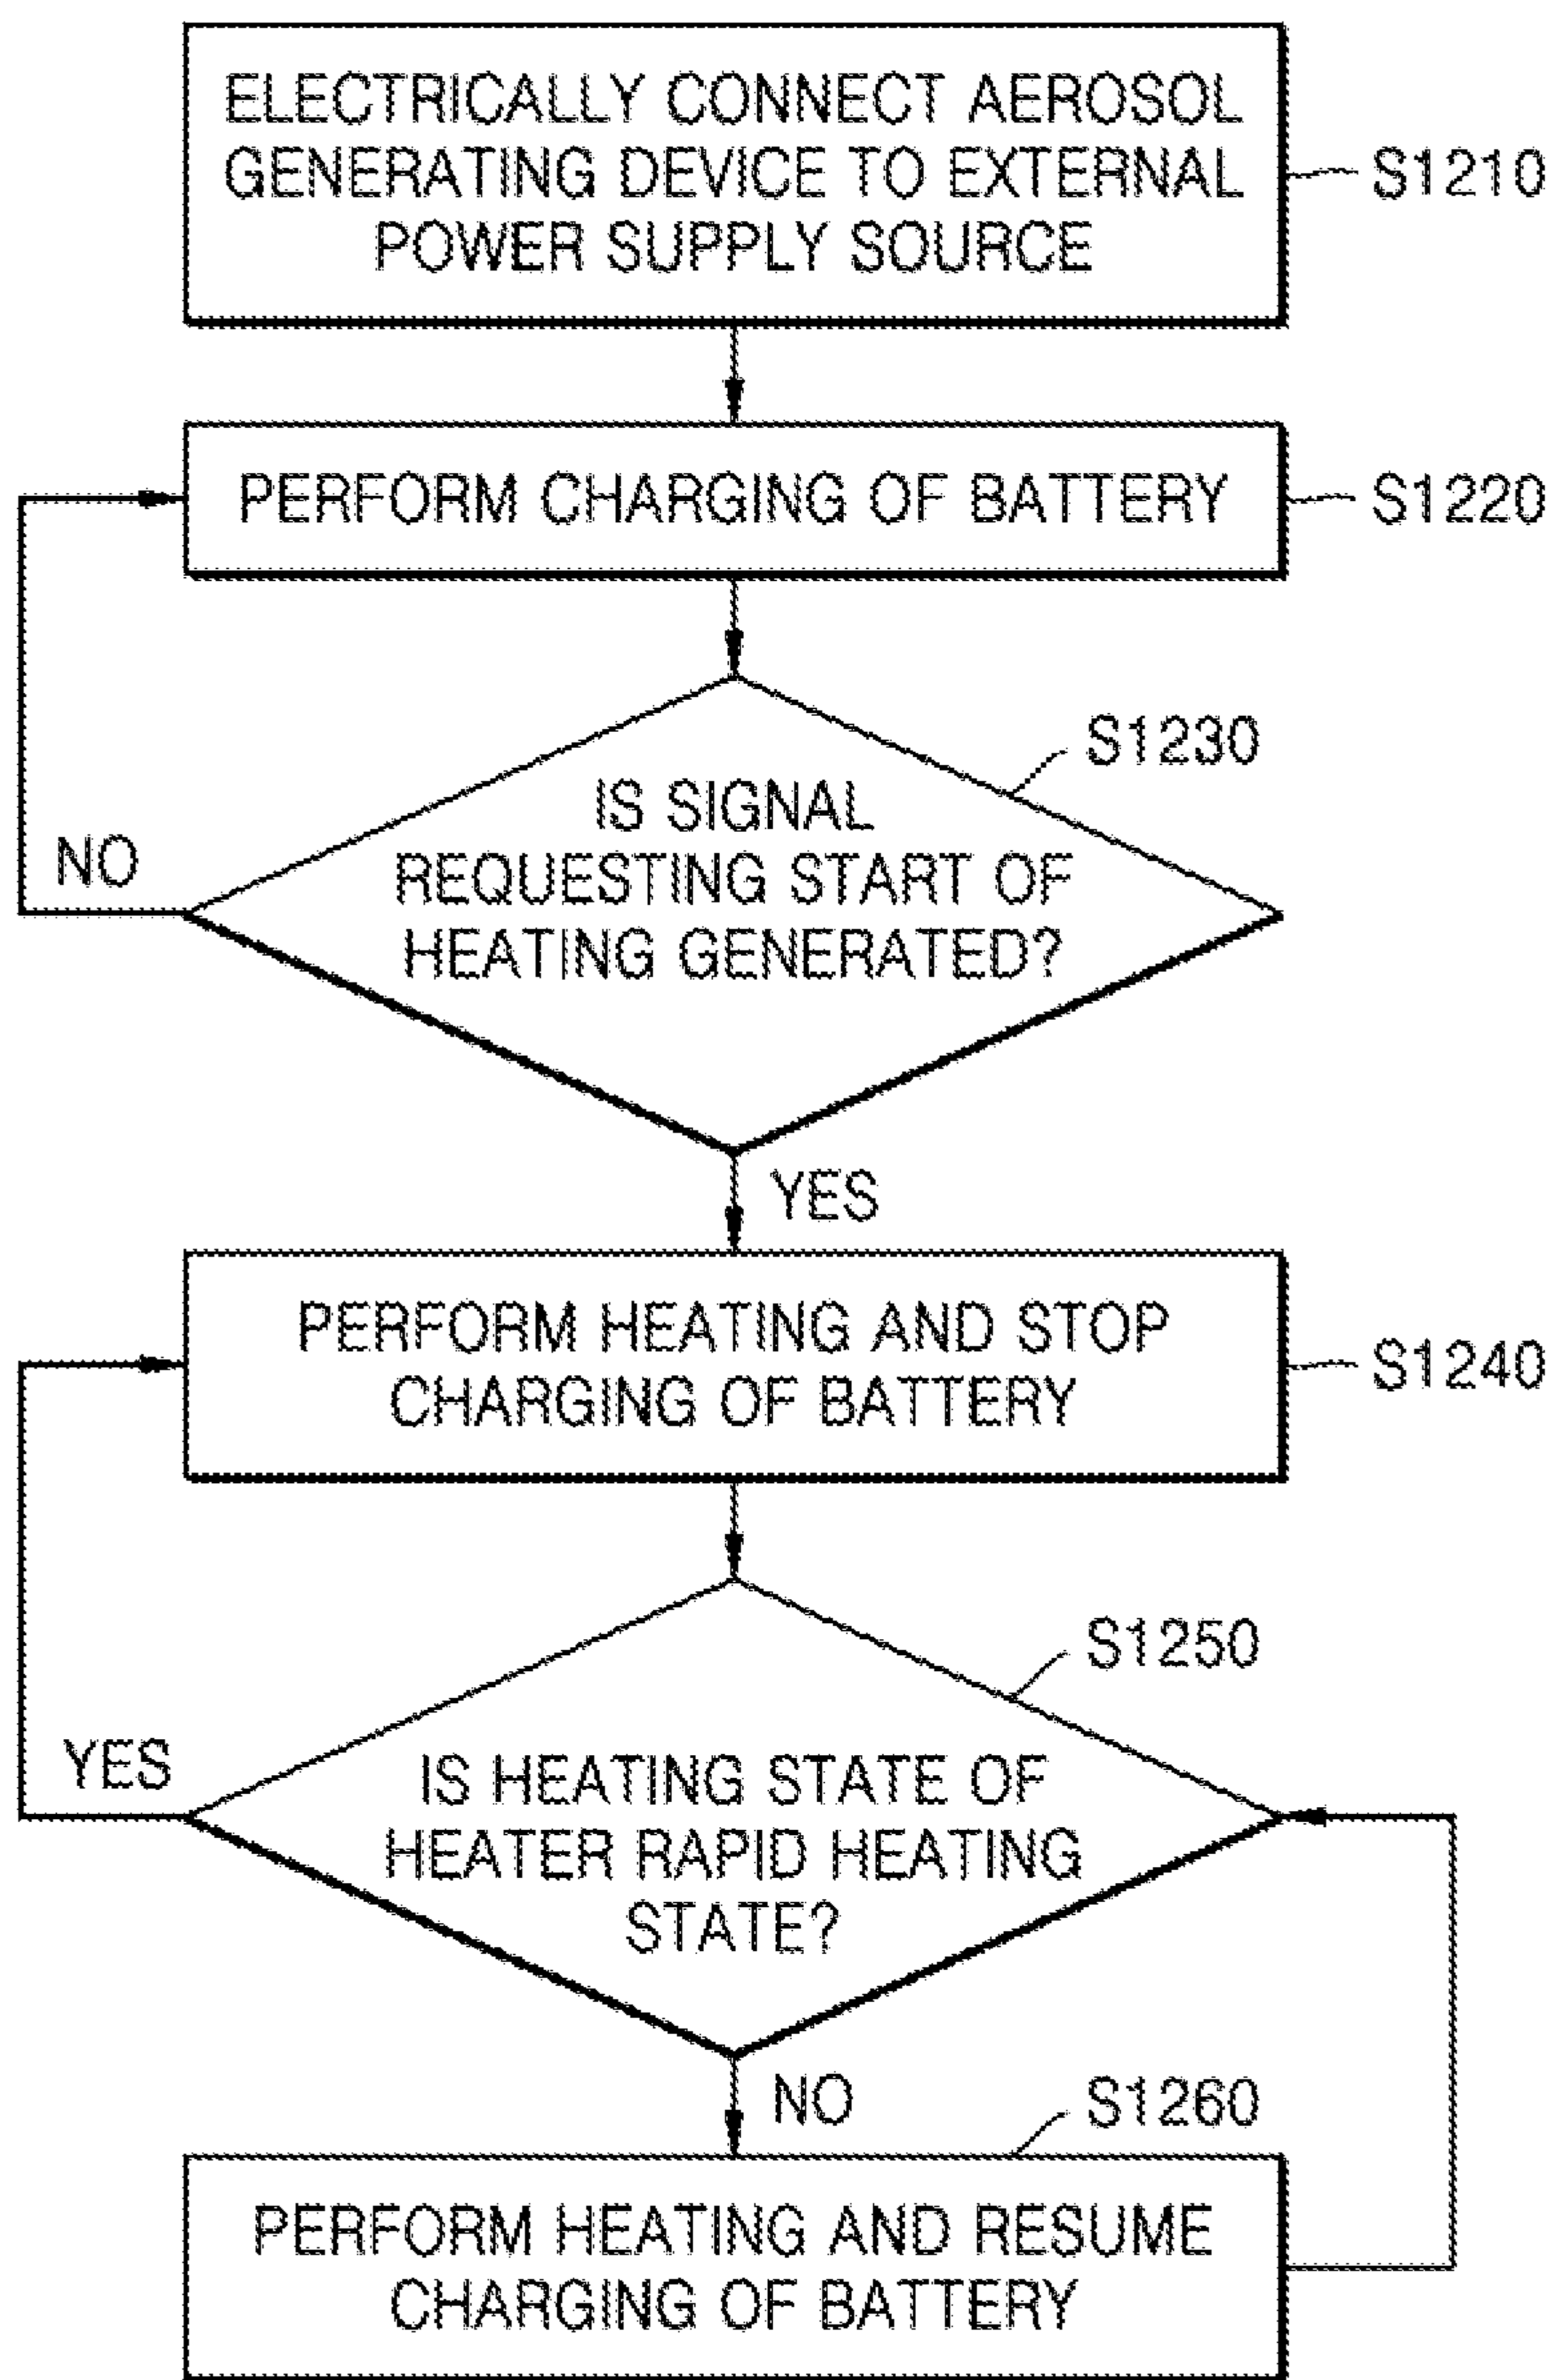 ELECTRICALLY CONNECT AEROSOL
GENERATING DEVICE TO EXTERNAL
POWER SUPPLY SOURCE
S1210
PERFORM CHARGING OF BATTERY
S1220
S1230
IS SIGNAL
REQUESTING START OF
HEATING GENERATED?
NO
YES
PERFORM HEATING AND STOP
CHARGING OF BATTERY
S1240
S1250
IS HEATING STATE OF
HEATER RAPID HEATING
STATE?
YES
NO
S1260
PERFORM HEATING AND RESUME
CHARGING OF BATTERY